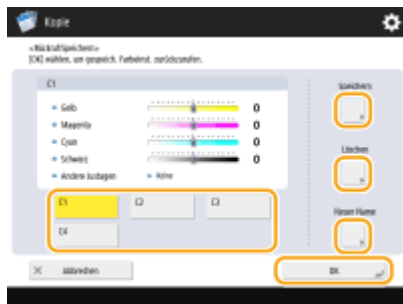 Kopie
<Rückruf/Speichern>
[OK] wählen, um gespeich. Farbeinst. zurückzurufen.
C1
Speichern
Gelb 0
Magenta 0
Cyan 0
Schwarz 0
Löschen
Andere Justagen Keine
C1 C2 C3
Neuer Name
C4
Abbrechen OK